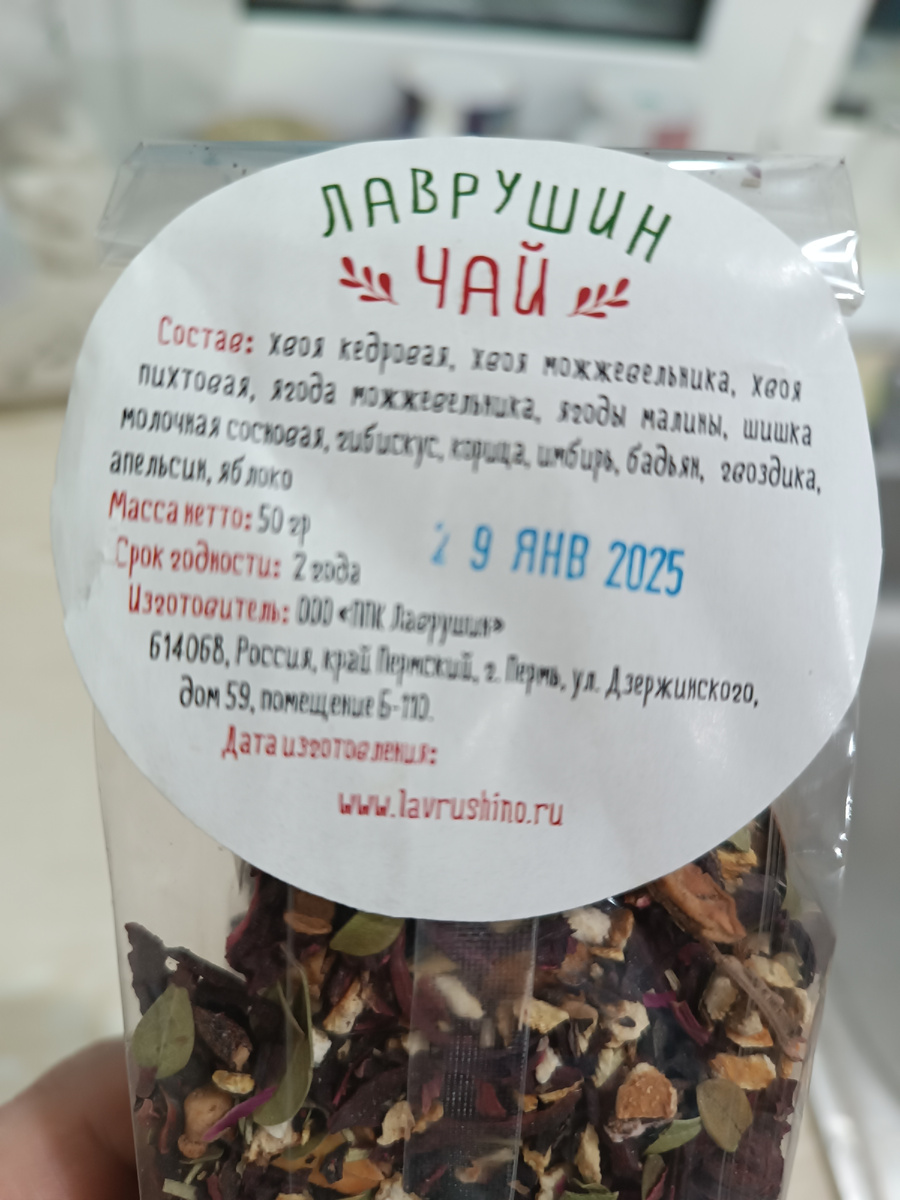 ЛАВРУШИН
ЧАЙ
Состав: хвоя кедровая, хвоя можжевельника, хвоя
пихтовая, ягода можжевельника, ягоды малины, шишка
молочная сосновая, гибискус, корица, имбирь, бадьян, гвоздика,
апельсин, яблоко
Масса нетто: 50 гр
29 ЯНВ 2025
Срок годности: 2 года
Изготовитель: ООО «ППК Лаврушин»
614068, Россия, край Пермский, г. Пермь, ул. Дзержинского,
дом 59, помещение Б-110.
Дата изготовления:
www.lavrushino.ru